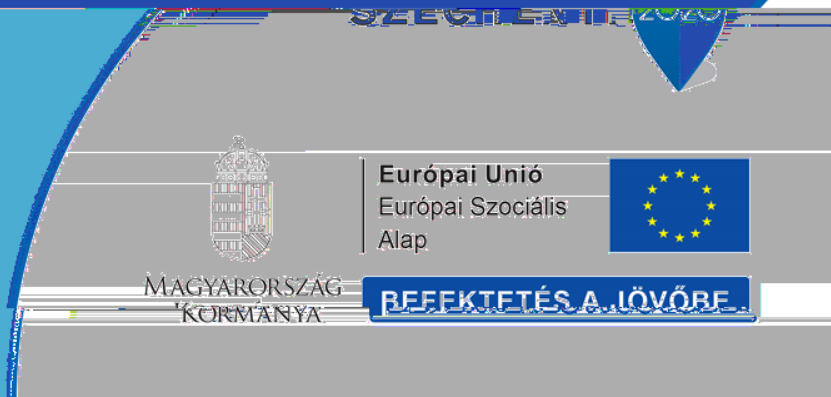 SZÉCHENYI 2020
Európai Unió
Európai Szociális
Alap
MAGYARORSZÁG
KORMÁNYA
BEFEKTETÉS A JÖVŐBE